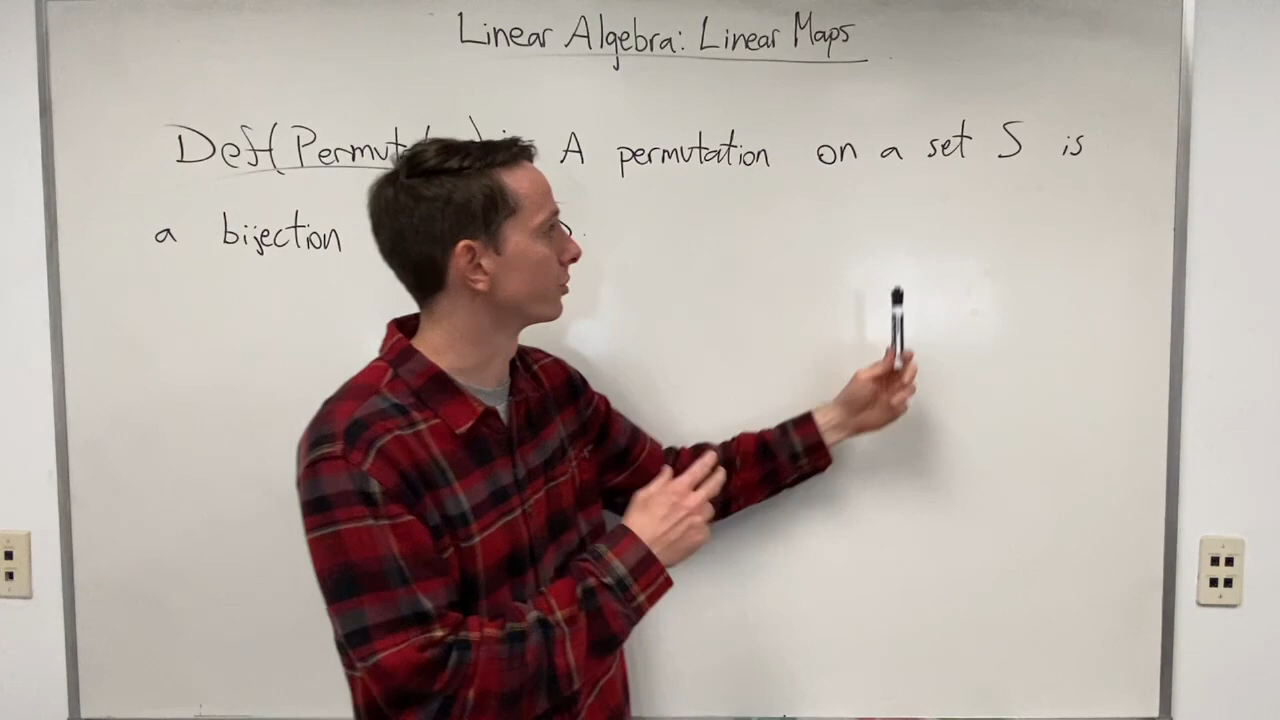 Linear Algebra: Linear Maps
Def( Permut A permutation on a set S is
a bijection